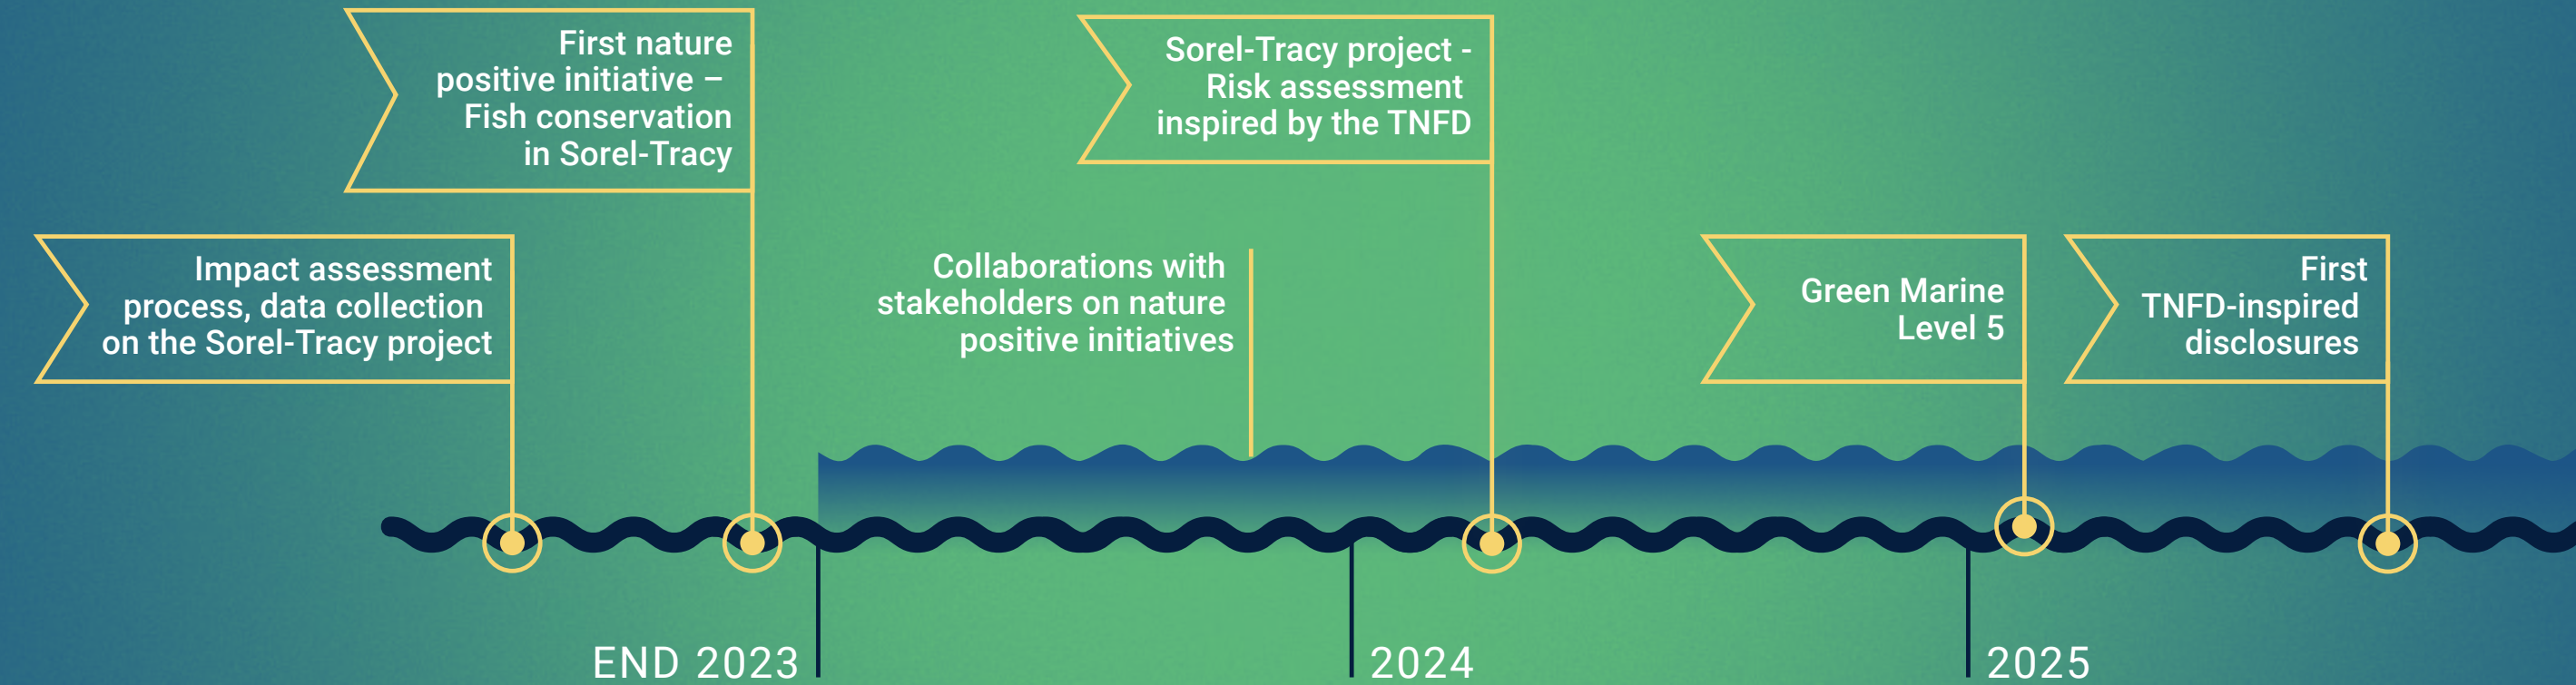 First nature
positive initiative –
Fish conservation
in Sorel-Tracy
Sorel-Tracy project -
Risk assessment
inspired by the TNFD
Impact assessment
process, data collection
on the Sorel-Tracy project
Collaborations with
stakeholders on nature
positive initiatives
Green Marine
Level 5
First
TNFD-inspired
disclosures
END 2023
2024
2025